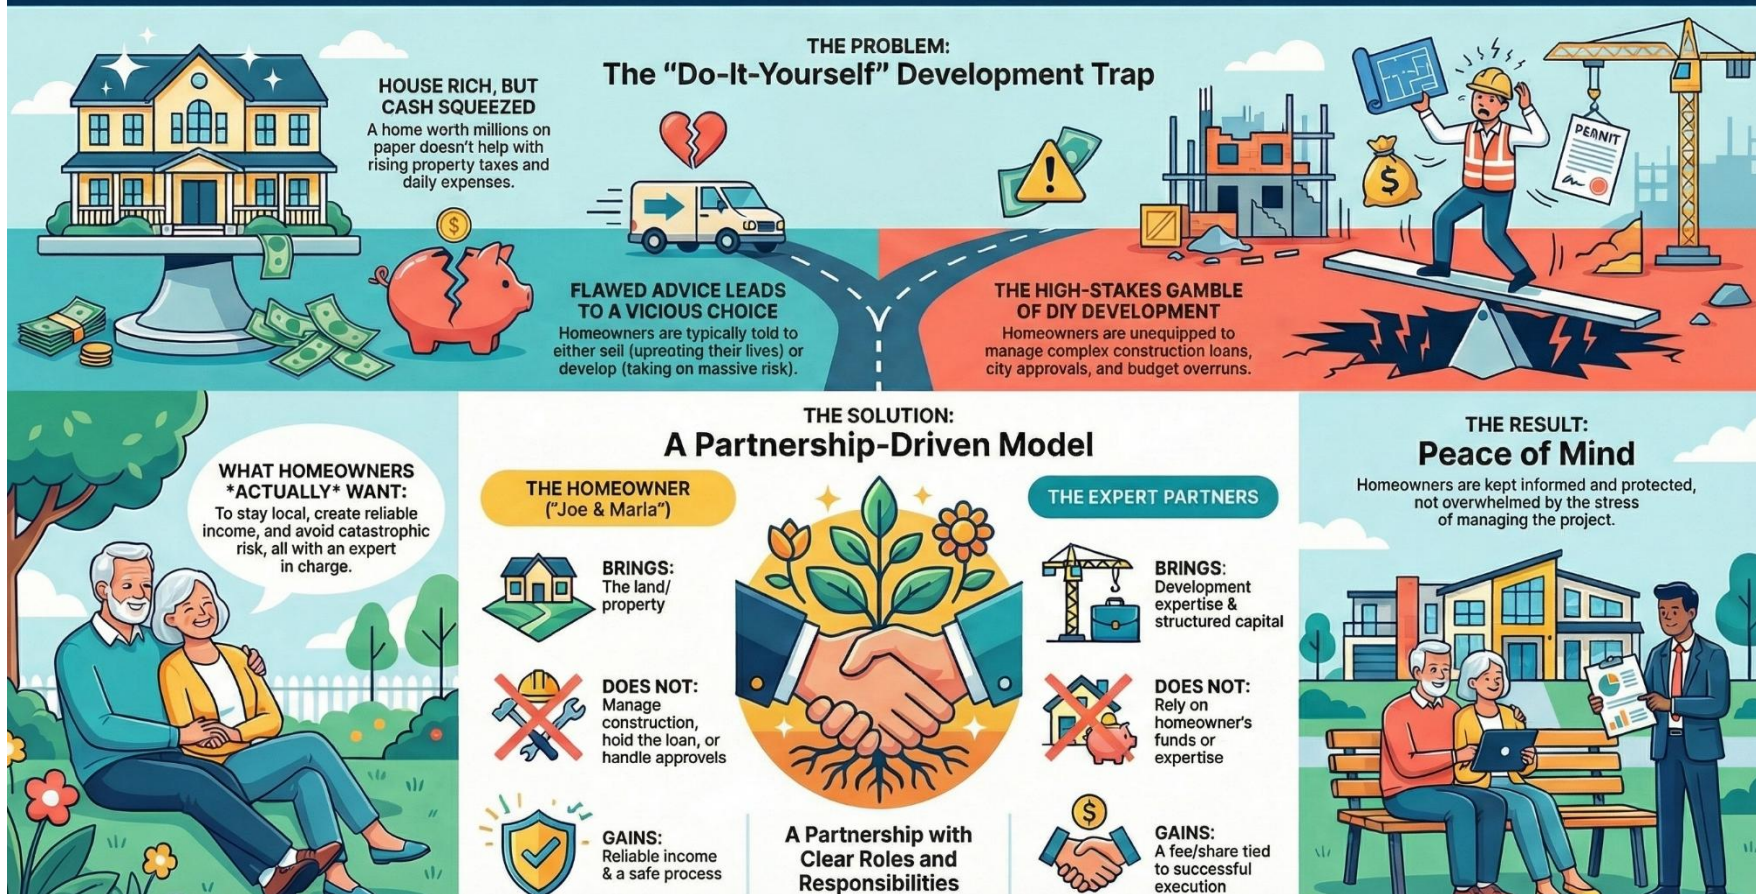 THE PROBLEM:
The “Do-It-Yourself” Development Trap
HOUSE RICH, BUT
CASH SQUEEZED
A home worth millions on
paper doesn’t help with
rising property taxes and
daily expenses.
$
FLAWED ADVICE LEADS
TO A VICIOUS CHOICE
Homeowners are typically told to
either seil (upreoting their lives) or
develop (taking on massive risk).
!
THE HIGH-STAKES GAMBLE
OF DIY DEVELOPMENT
Homeowners are unequipped to
manage complex construction loans,
city approvals, and budget overruns.
$
PEANIT
WHAT HOMEOWNERS
*ACTUALLY* WANT:
To stay local, create reliable
income, and avoid catastrophic
risk, all with an expert
in charge.
THE SOLUTION:
A Partnership-Driven Model
THE HOMEOWNER
("Joe & Marla")
BRINGS:
The land/
property
DOES NOT:
Manage
construction,
hoid the loan, or
handle approvels
GAINS:
Reliable income
& a safe process
A Partnership with
Clear Roles and
Responsibilities
THE EXPERT PARTNERS
BRINGS:
Development
expertise &
structured capital
DOES NOT:
Rely on
homeowner's
funds or
expertise
$
GAINS:
A fee/share tied
to successful
execution
THE RESULT:
Peace of Mind
Homeowners are kept informed and protected,
not overwhelmed by the stress
of managing the project.